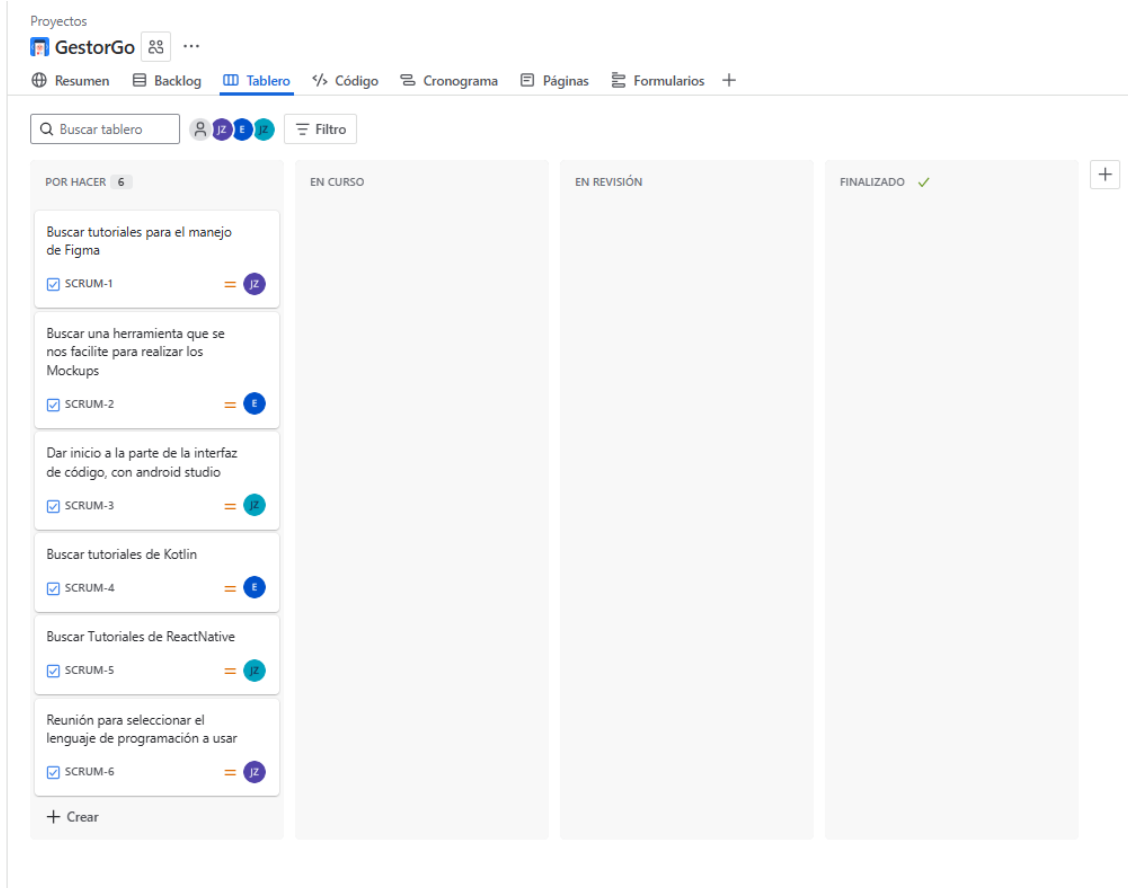 Proyectos
GestorGo
Resumen Backlog Tablero Código Cronograma Páginas Formularios
Buscar tablero JZ E JZ Filtro
POR HACER 6 EN CURSO EN REVISIÓN FINALIZADO
Buscar tutoriales para el manejo
de Figma
SCRUM-1 JZ
Buscar una herramienta que se
nos facilite para realizar los
Mockups
SCRUM-2 E
Dar inicio a la parte de la interfaz
de código, con android studio
SCRUM-3 JZ
Buscar tutoriales de Kotlin
SCRUM-4 E
Buscar Tutoriales de ReactNative
SCRUM-5 JZ
Reunión para seleccionar el
lenguaje de programación a usar
SCRUM-6 JZ
+ Crear